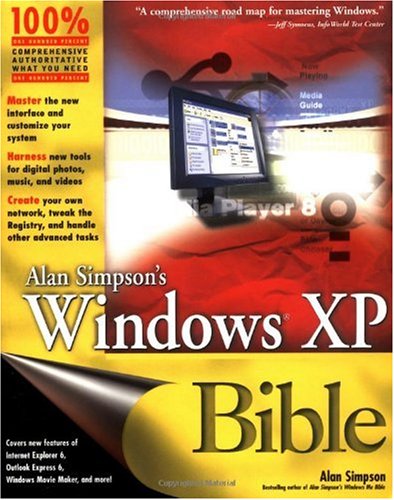 100%
ONE HUNDRED PERCENT
COMPREHENSIVE
AUTHORITATIVE
WHAT YOU NEED
ONE HUNDRED PERCENT
"A comprehensive road map for mastering Windows."
—Jeff Symoneus, InfoWorld Test Center
Master the new
interface and
customize your
system
Harness new tools
for digital photos,
music, and videos
Create your own
network, tweak the
Registry, and handle
other advanced tasks
Now
Playing
Media
Guide
Media Player 8
Alan Simpson's
Windows® XP
Bible
Covers new features of
Internet Explorer 6,
Outlook Express 6,
Windows Movie Maker, and more!
Alan Simpson
Bestselling author of Alan Simpson's Windows Me Bible
Copyrighted Material